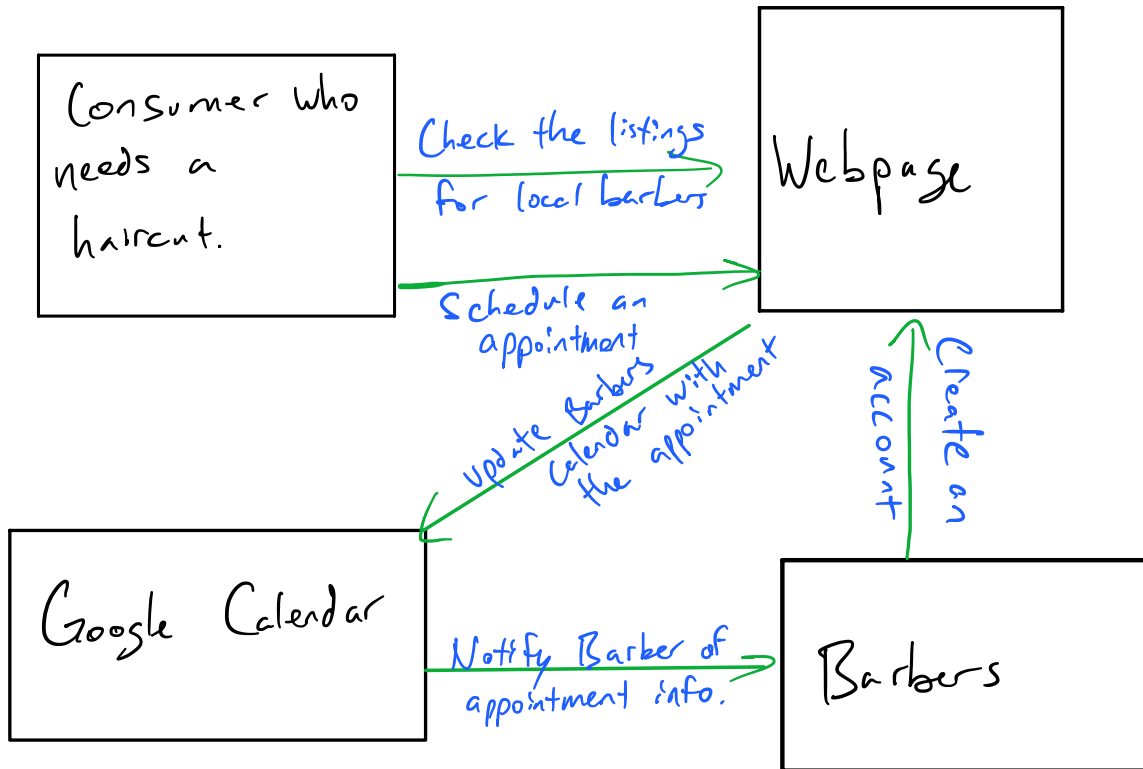 Consumer who
needs a
haircut.
Check the listings
for local barbers
Webpage
Schedule an
appointment
Update Barbers
Calendar with
the appointment
Create an
account
Google Calendar
Notify Barber of
appointment info.
Barbers